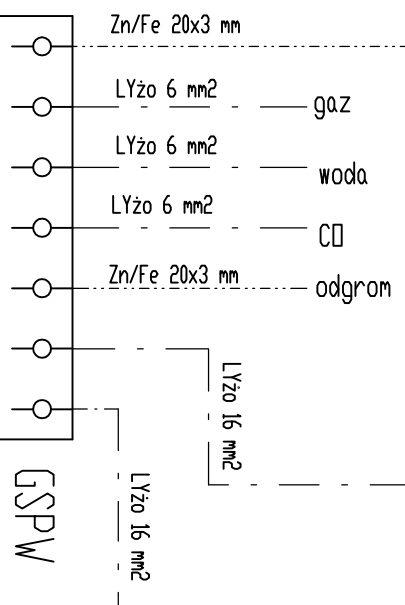 Zn/Fe 20x3 mm
LYżo 6 mm2
gaz
LYżo 6 mm2
woda
LYżo 6 mm2
CO
Zn/Fe 20x3 mm
odgrom
LYżo 16 mm2
LYżo 16 mm2
GSPW